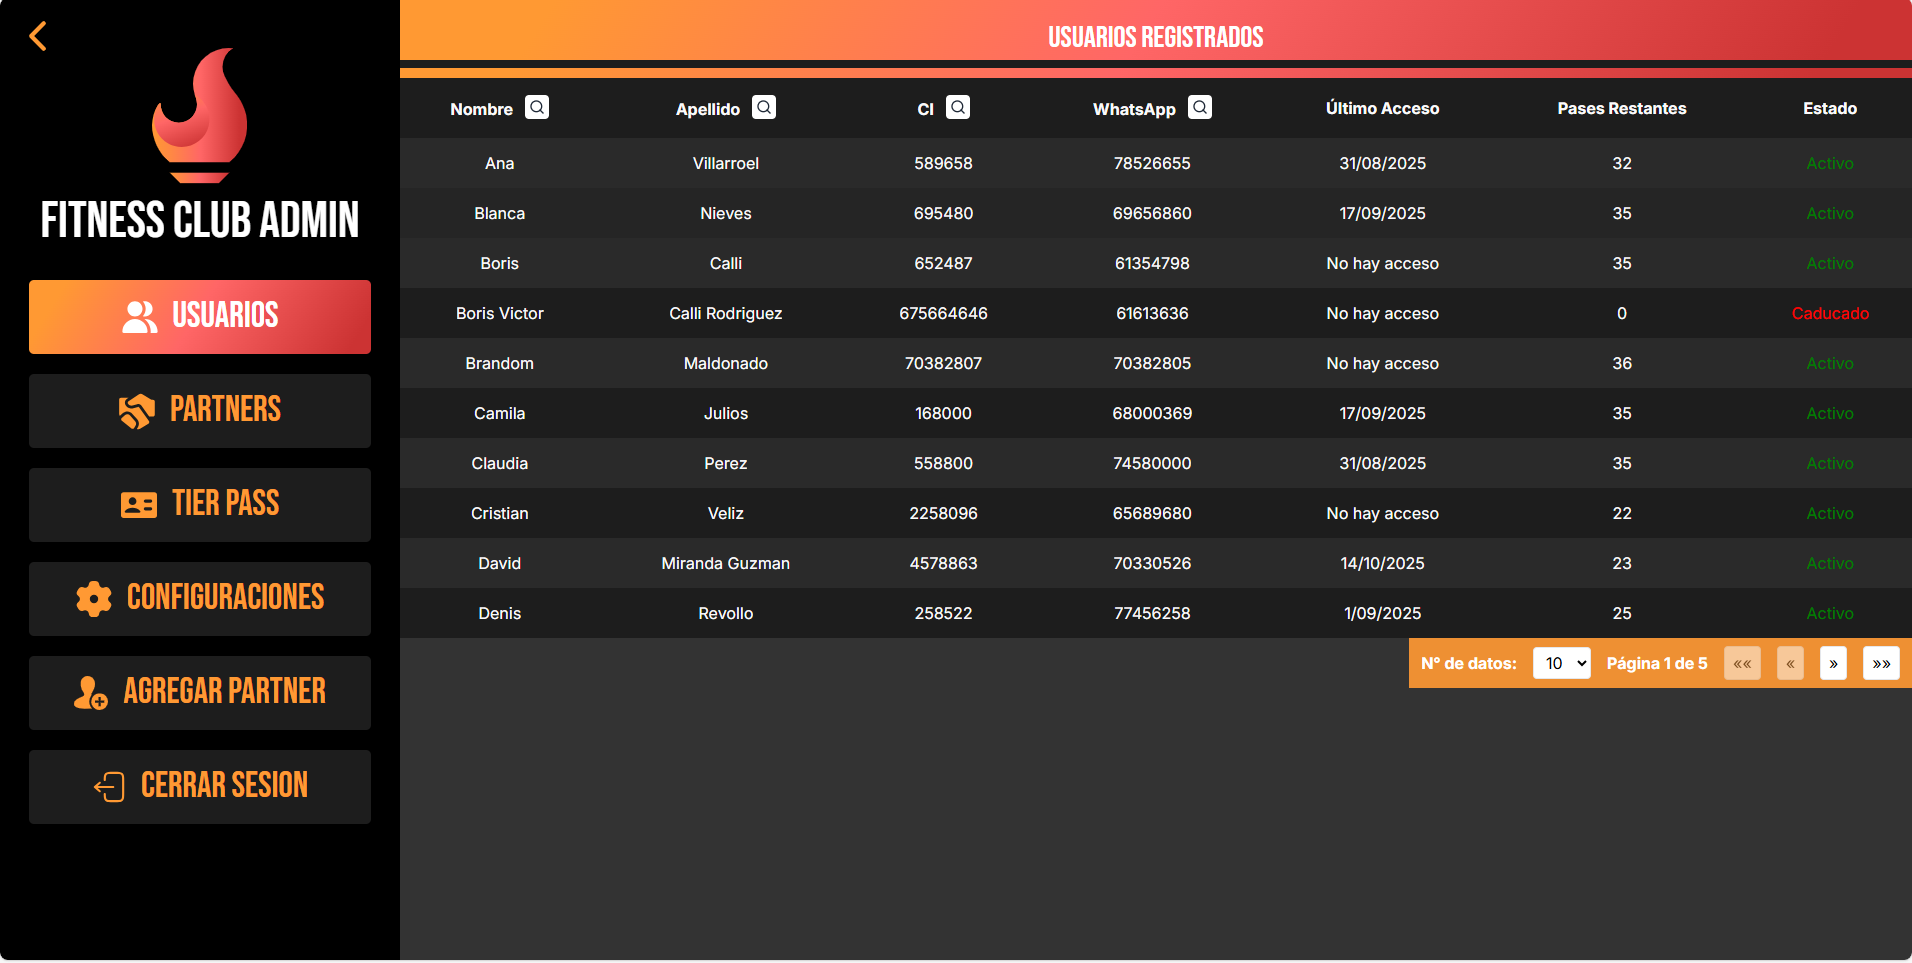 FITNESS CLUB ADMIN
USUARIOS
PARTNERS
TIER PASS
CONFIGURACIONES
AGREGAR PARTNER
CERRAR SESION
USUARIOS REGISTRADOS
Nombre Apellido CI WhatsApp Último Acceso Pases Restantes Estado
Ana Villarroel 589658 78526655 31/08/2025 32 Activo
Blanca Nieves 695480 69656860 17/09/2025 35 Activo
Boris Calli 652487 61354798 No hay acceso 35 Activo
Boris Victor Calli Rodriguez 675664646 61613636 No hay acceso 0 Caducado
Brandom Maldonado 70382807 70382805 No hay acceso 36 Activo
Camila Julios 168000 68000369 17/09/2025 35 Activo
Claudia Perez 558800 74580000 31/08/2025 35 Activo
Cristian Veliz 2258096 65689680 No hay acceso 22 Activo
David Miranda Guzman 4578863 70330526 14/10/2025 23 Activo
Denis Revollo 258522 77456258 1/09/2025 25 Activo
N° de datos: 10 Página 1 de 5 «« « » »»